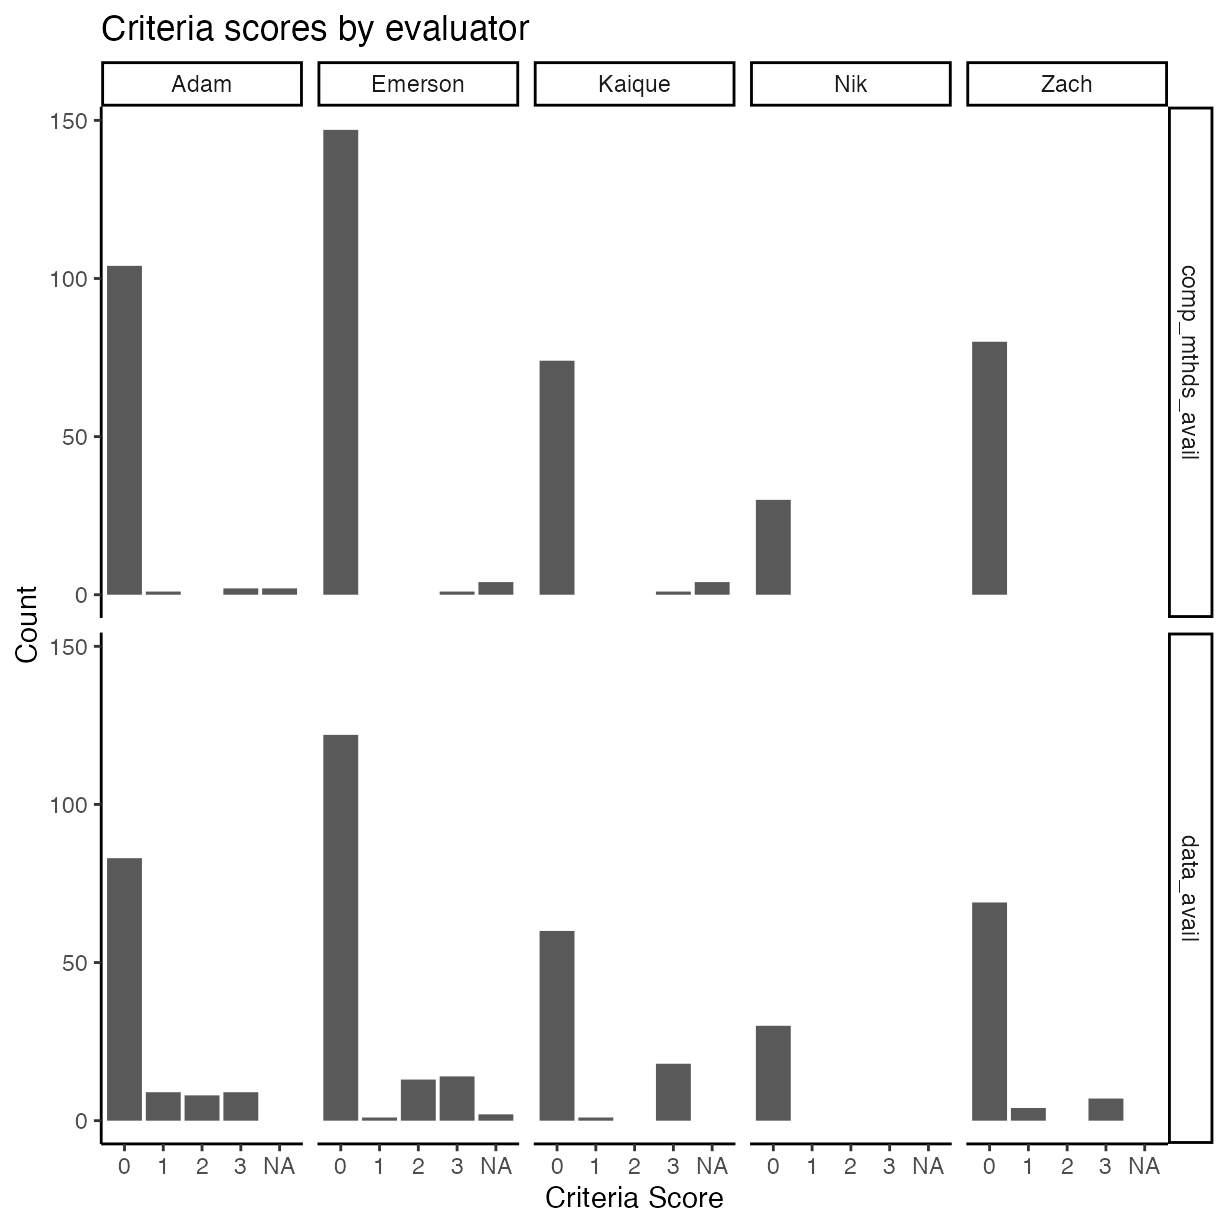 Criteria scores by evaluator
Adam Emerson Kaique Nik Zach
150
100
50
0
comp_mthds_avail
Count
150
100
50
0
data_avail
0 1 2 3 NA 0 1 2 3 NA 0 1 2 3 NA 0 1 2 3 NA 0 1 2 3 NA
Criteria Score